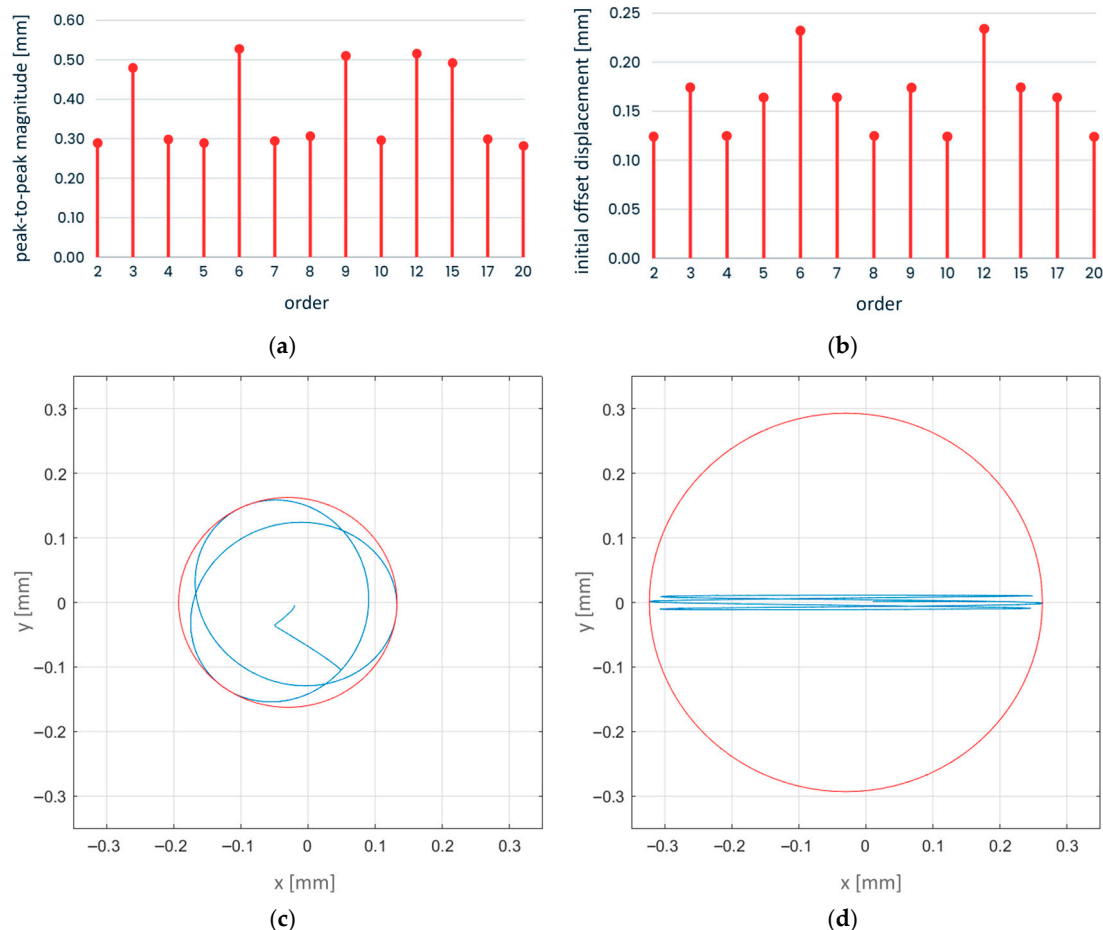 peak-to-peak magnitude [mm]
0.60
0.50
0.40
0.30
0.20
0.10
0.00
2 3 4 5 6 7 8 9 10 12 15 17 20
order
(a)
initial offset displacement [mm]
0.25
0.20
0.15
0.10
0.05
0.00
2 3 4 5 6 7 8 9 10 12 15 17 20
order
(b)
y [mm]
0.3
0.2
0.1
0
−0.1
−0.2
−0.3
−0.3 −0.2 −0.1 0 0.1 0.2 0.3
x [mm]
(c)
y [mm]
0.3
0.2
0.1
0
−0.1
−0.2
−0.3
−0.3 −0.2 −0.1 0 0.1 0.2 0.3
x [mm]
(d)